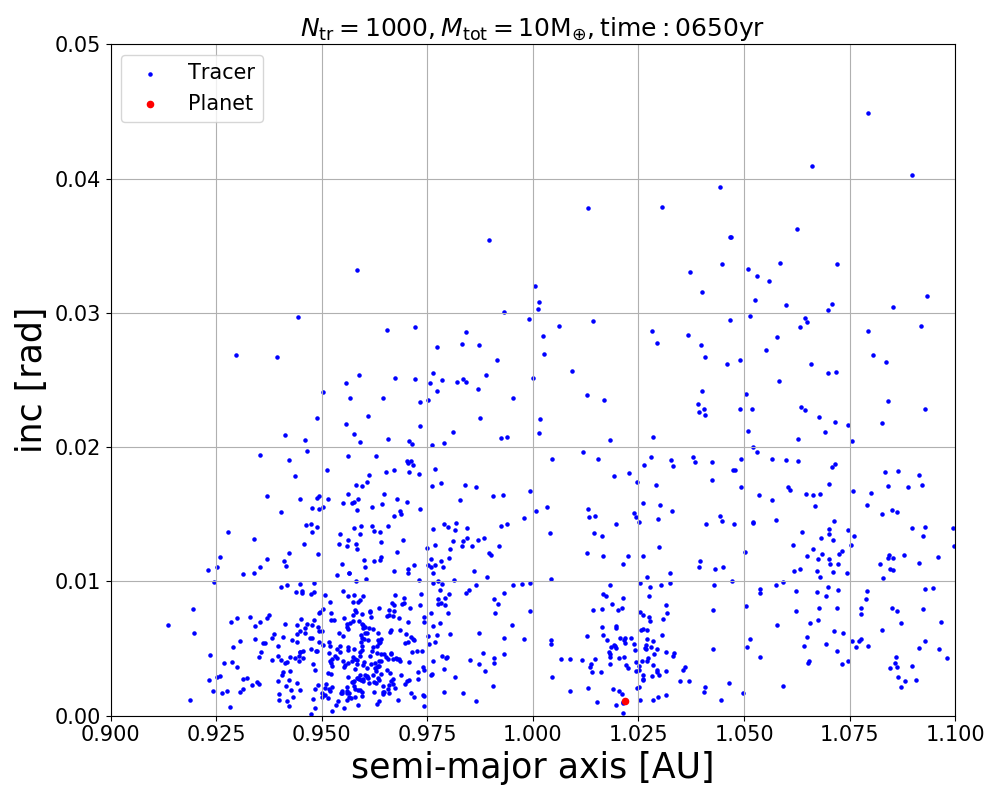 N_tr = 1000, M_tot = 10M_⊕, time : 0650yr
Tracer
Planet
inc [rad]
0.05
0.04
0.03
0.02
0.01
0.00
0.900 0.925 0.950 0.975 1.000 1.025 1.050 1.075 1.100
semi-major axis [AU]